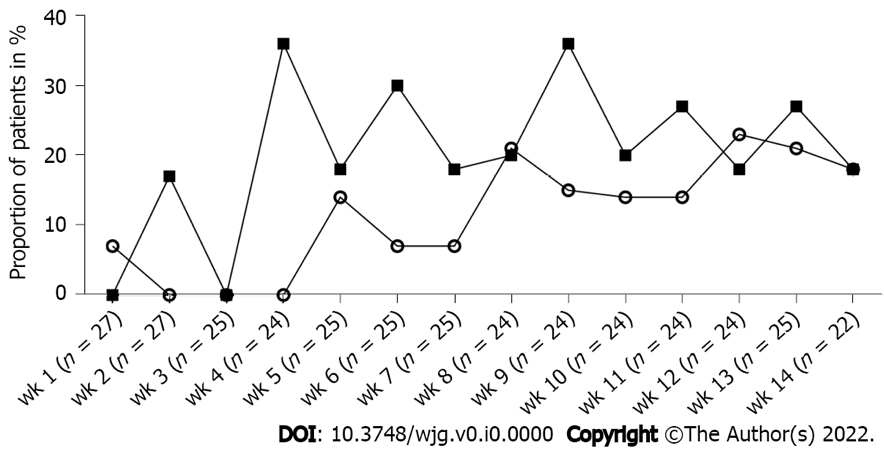 Proportion of patients in %
40
30
20
10
0
wk 1 (n = 27)
wk 2 (n = 27)
wk 3 (n = 25)
wk 4 (n = 24)
wk 5 (n = 25)
wk 6 (n = 25)
wk 7 (n = 25)
wk 8 (n = 24)
wk 9 (n = 24)
wk 10 (n = 24)
wk 11 (n = 24)
wk 12 (n = 24)
wk 13 (n = 25)
wk 14 (n = 22)
DOI: 10.3748/wjg.v0.i0.0000 Copyright ©The Author(s) 2022.